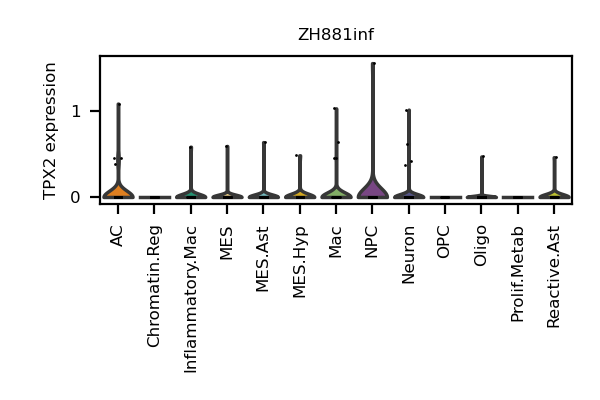 ZH881inf
TPX2 expression
1
0
AC
Chromatin.Reg
Inflammatory.Mac
MES
MES.Ast
MES.Hyp
Mac
NPC
Neuron
OPC
Oligo
Prolif.Metab
Reactive.Ast